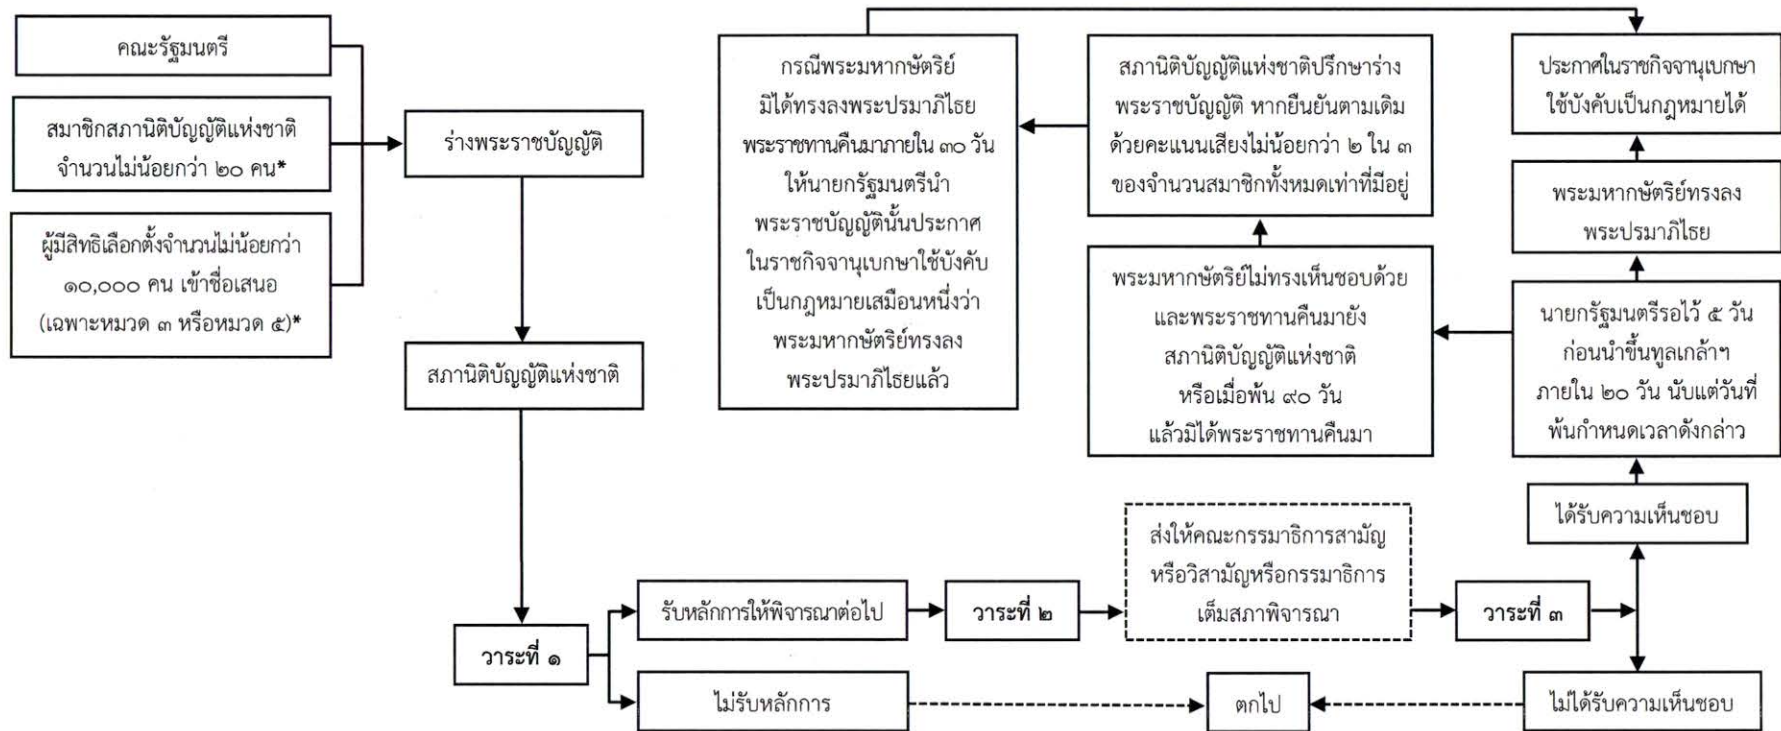 คณะรัฐมนตรี
สมาชิกสภานิติบัญญัติแห่งชาติ
จำนวนไม่น้อยกว่า ๒๐ คน*
ผู้มีสิทธิเลือกตั้งจำนวนไม่น้อยกว่า
๑๐,๐๐๐ คน เข้าชื่อเสนอ
(เฉพาะหมวด ๓ หรือหมวด ๕)*
ร่างพระราชบัญญัติ
สภานิติบัญญัติแห่งชาติ
วาระที่ ๑
รับหลักการให้พิจารณาต่อไป
ไม่รับหลักการ
วาระที่ ๒
ส่งให้คณะกรรมาธิการสามัญ
หรือวิสามัญหรือกรรมาธิการ
เต็มสภาพิจารณา
วาระที่ ๓
ตกไป
ไม่ได้รับความเห็นชอบ
ได้รับความเห็นชอบ
นายกรัฐมนตรีรอไว้ ๕ วัน
ก่อนนำขึ้นทูลเกล้าฯ
ภายใน ๒๐ วัน นับแต่วันที่
พ้นกำหนดเวลาดังกล่าว
พระมหากษัตริย์ทรงลง
พระปรมาภิไธย
ประกาศในราชกิจจานุเบกษา
ใช้บังคับเป็นกฎหมายได้
พระมหากษัตริย์ไม่ทรงเห็นชอบด้วย
และพระราชทานคืนมายัง
สภานิติบัญญัติแห่งชาติ
หรือเมื่อพ้น ๙๐ วัน
แล้วมิได้พระราชทานคืนมา
สภานิติบัญญัติแห่งชาติปรึกษาร่าง
พระราชบัญญัติ หากยืนยันตามเดิม
ด้วยคะแนนเสียงไม่น้อยกว่า ๒ ใน ๓
ของจำนวนสมาชิกทั้งหมดเท่าที่มีอยู่
กรณีพระมหากษัตริย์
มิได้ทรงลงพระปรมาภิไธย
พระราชทานคืนมาภายใน ๓๐ วัน
ให้นายกรัฐมนตรีนำ
พระราชบัญญัตินั้นประกาศ
ในราชกิจจานุเบกษาใช้บังคับ
เป็นกฎหมายเสมือนหนึ่งว่า
พระมหากษัตริย์ทรงลง
พระปรมาภิไธยแล้ว